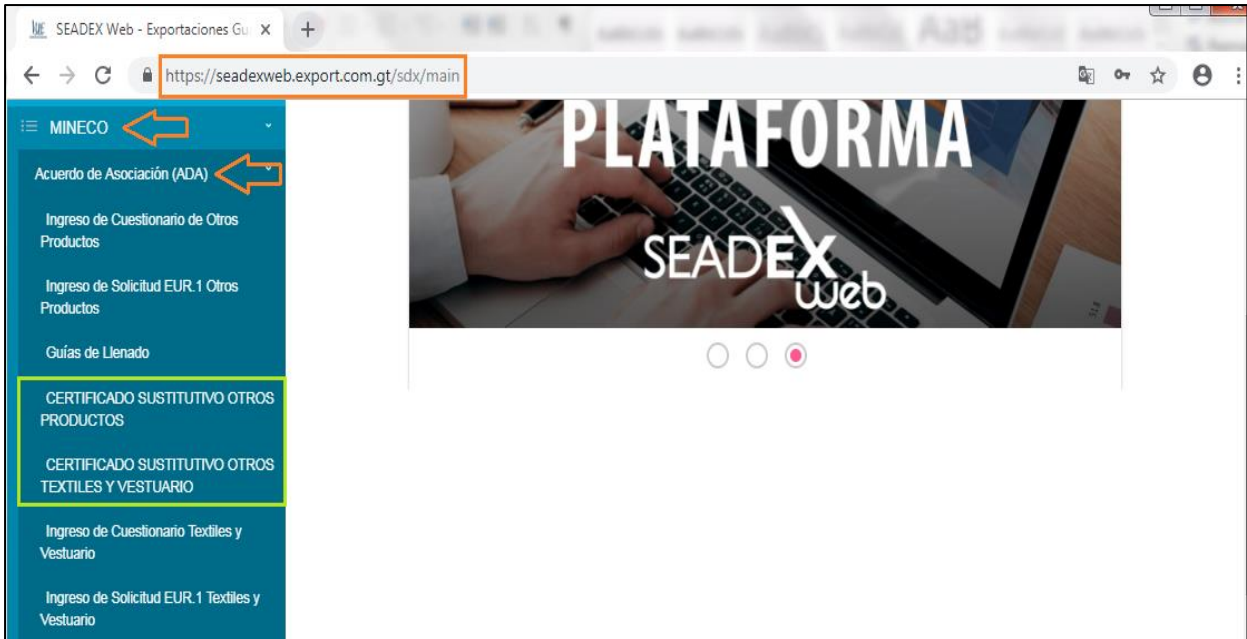 SEADEX Web - Exportaciones Gu
https://seadexweb.export.com.gt/sdx/main
MINECO
Acuerdo de Asociación (ADA)
Ingreso de Cuestionario de Otros
Productos
Ingreso de Solicitud EUR.1 Otros
Productos
Guías de Llenado
CERTIFICADO SUSTITUTIVO OTROS
PRODUCTOS
CERTIFICADO SUSTITUTIVO OTROS
TEXTILES Y VESTUARIO
Ingreso de Cuestionario Textiles y
Vestuario
Ingreso de Solicitud EUR.1 Textiles y
Vestuario
PLATAFORMA
SEADEX
web